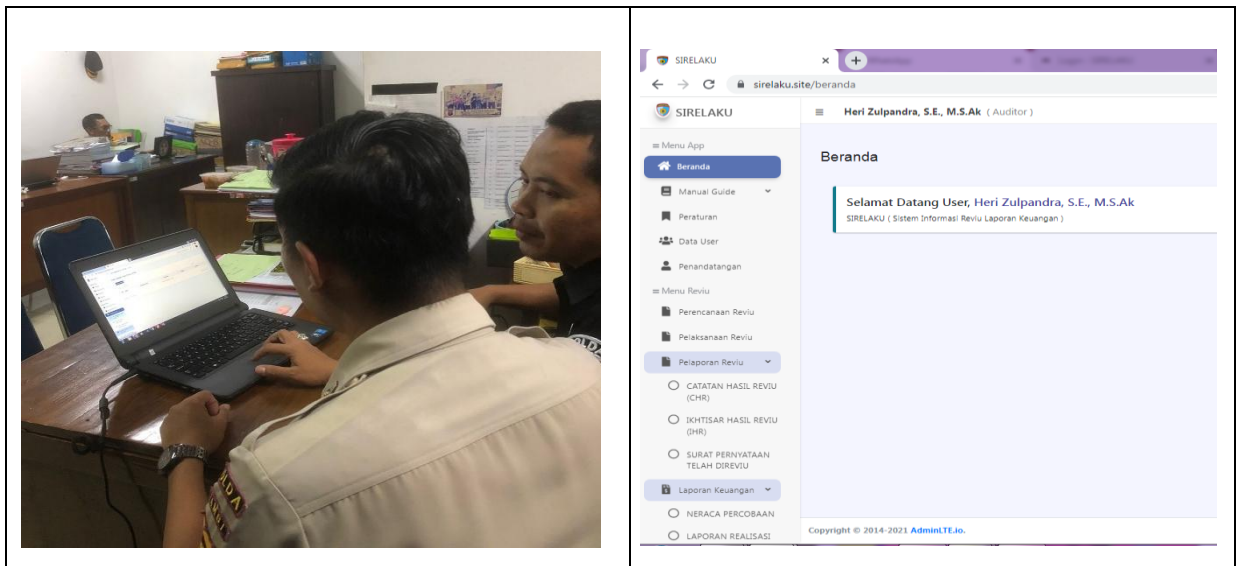 OLDA
SIRELAKU
sirelaku.site/beranda
SIRELAKU
Heri Zulpandra, S.E., M.S.Ak ( Auditor )
Menu App
Beranda
Manual Guide
Peraturan
Data User
Penandatangan
Menu Reviu
Perencanaan Reviu
Pelaksanaan Reviu
Pelaporan Reviu
CATATAN HASIL REVIU
(CHR)
IKHTISAR HASIL REVIU
(IHR)
SURAT PERNYATAAN
TELAH DIREVIU
Laporan Keuangan
NERACA PERCOBAAN
LAPORAN REALISASI
Beranda
Selamat Datang User, Heri Zulpandra, S.E., M.S.Ak
SIRELAKU ( Sistem Informasi Reviu Laporan Keuangan )
Copyright © 2014-2021 AdminLTE.io.